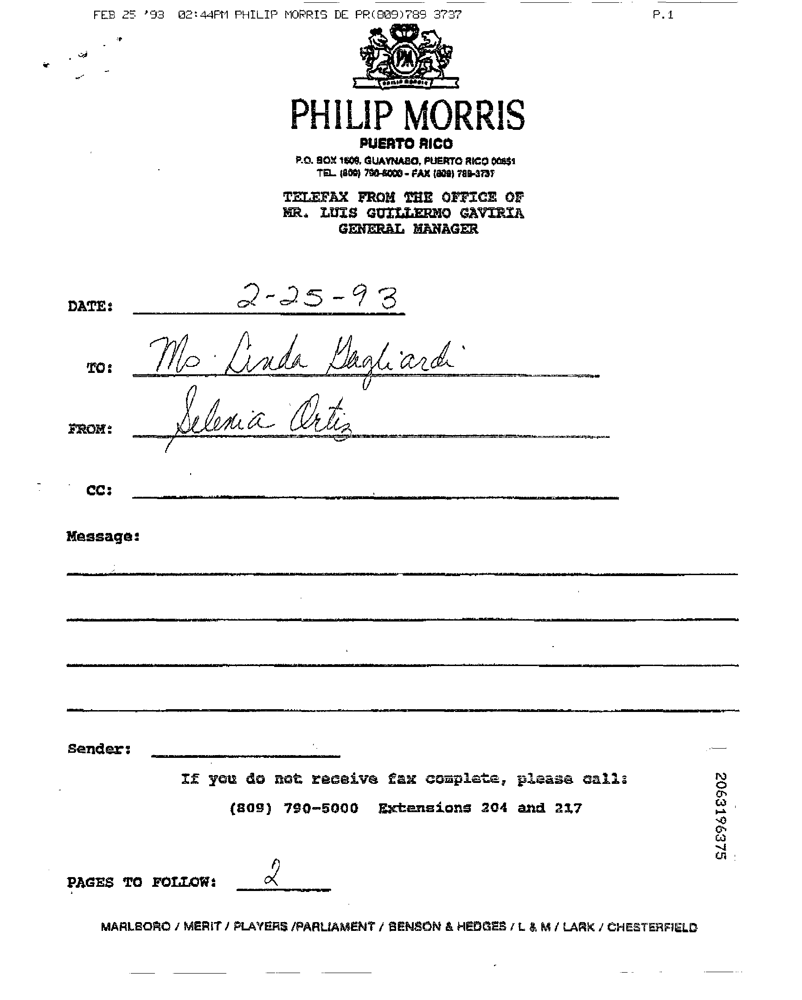 FEB 25 '93 02:44PM PHILIP MORRIS DE PR(809)789 3737 P.1
PM
PHILIP MORRIS
PUERTO RICO
P.O. BOX 1609, GUAYNABO, PUERTO RICO 00651
TEL. (809) 790-5000 - FAX (809) 789-3737
TELEFAX FROM THE OFFICE OF
MR. LUIS GUILLERMO GAVIRIA
GENERAL MANAGER
DATE: 2-25-93
TO: Ms. Linda Gagliardi
FROM: Selenia Ortiz
CC:
Message:
Sender:
If you do not receive fax complete, please call:
(809) 790-5000 Extensions 204 and 217
2063196375
PAGES TO FOLLOW: 2
MARLBORO / MERIT / PLAYERS /PARLIAMENT / BENSON & HEDGES / L & M / LARK / CHESTERFIELD